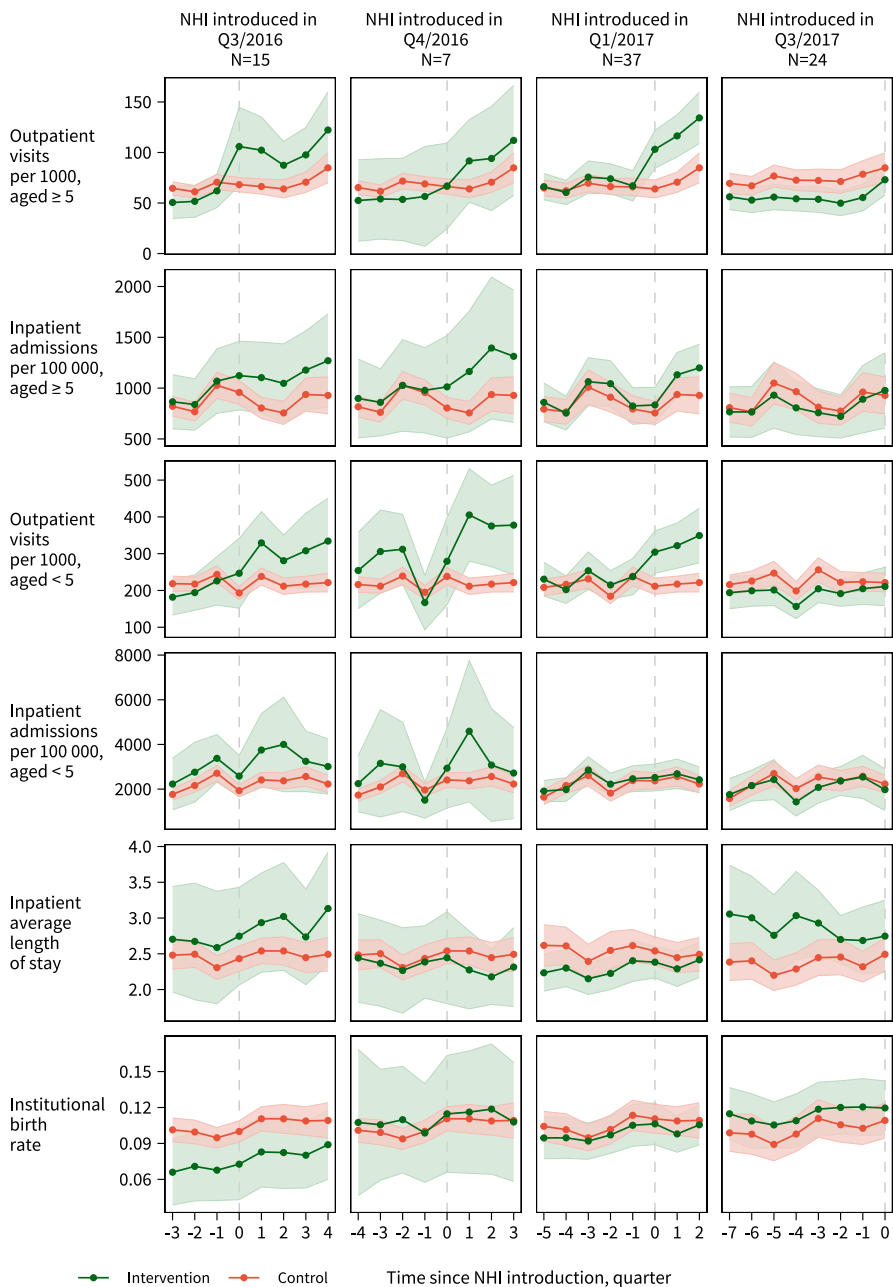 NHI introduced in
Q3/2016
N=15
NHI introduced in
Q4/2016
N=7
NHI introduced in
Q1/2017
N=37
NHI introduced in
Q3/2017
N=24
Outpatient
visits
per 1000,
aged ≥ 5
150
100
50
0
Inpatient
admissions
per 100 000,
aged ≥ 5
2000
1500
1000
500
Outpatient
visits
per 1000,
aged < 5
500
400
300
200
100
Inpatient
admissions
per 100 000,
aged < 5
8000
6000
4000
2000
Inpatient
average
length
of stay
4.0
3.5
3.0
2.5
2.0
Institutional
birth
rate
0.15
0.12
0.09
0.06
-3 -2 -1 0 1 2 3 4
-4 -3 -2 -1 0 1 2 3
-5 -4 -3 -2 -1 0 1 2
-7 -6 -5 -4 -3 -2 -1 0
Intervention Control Time since NHI introduction, quarter